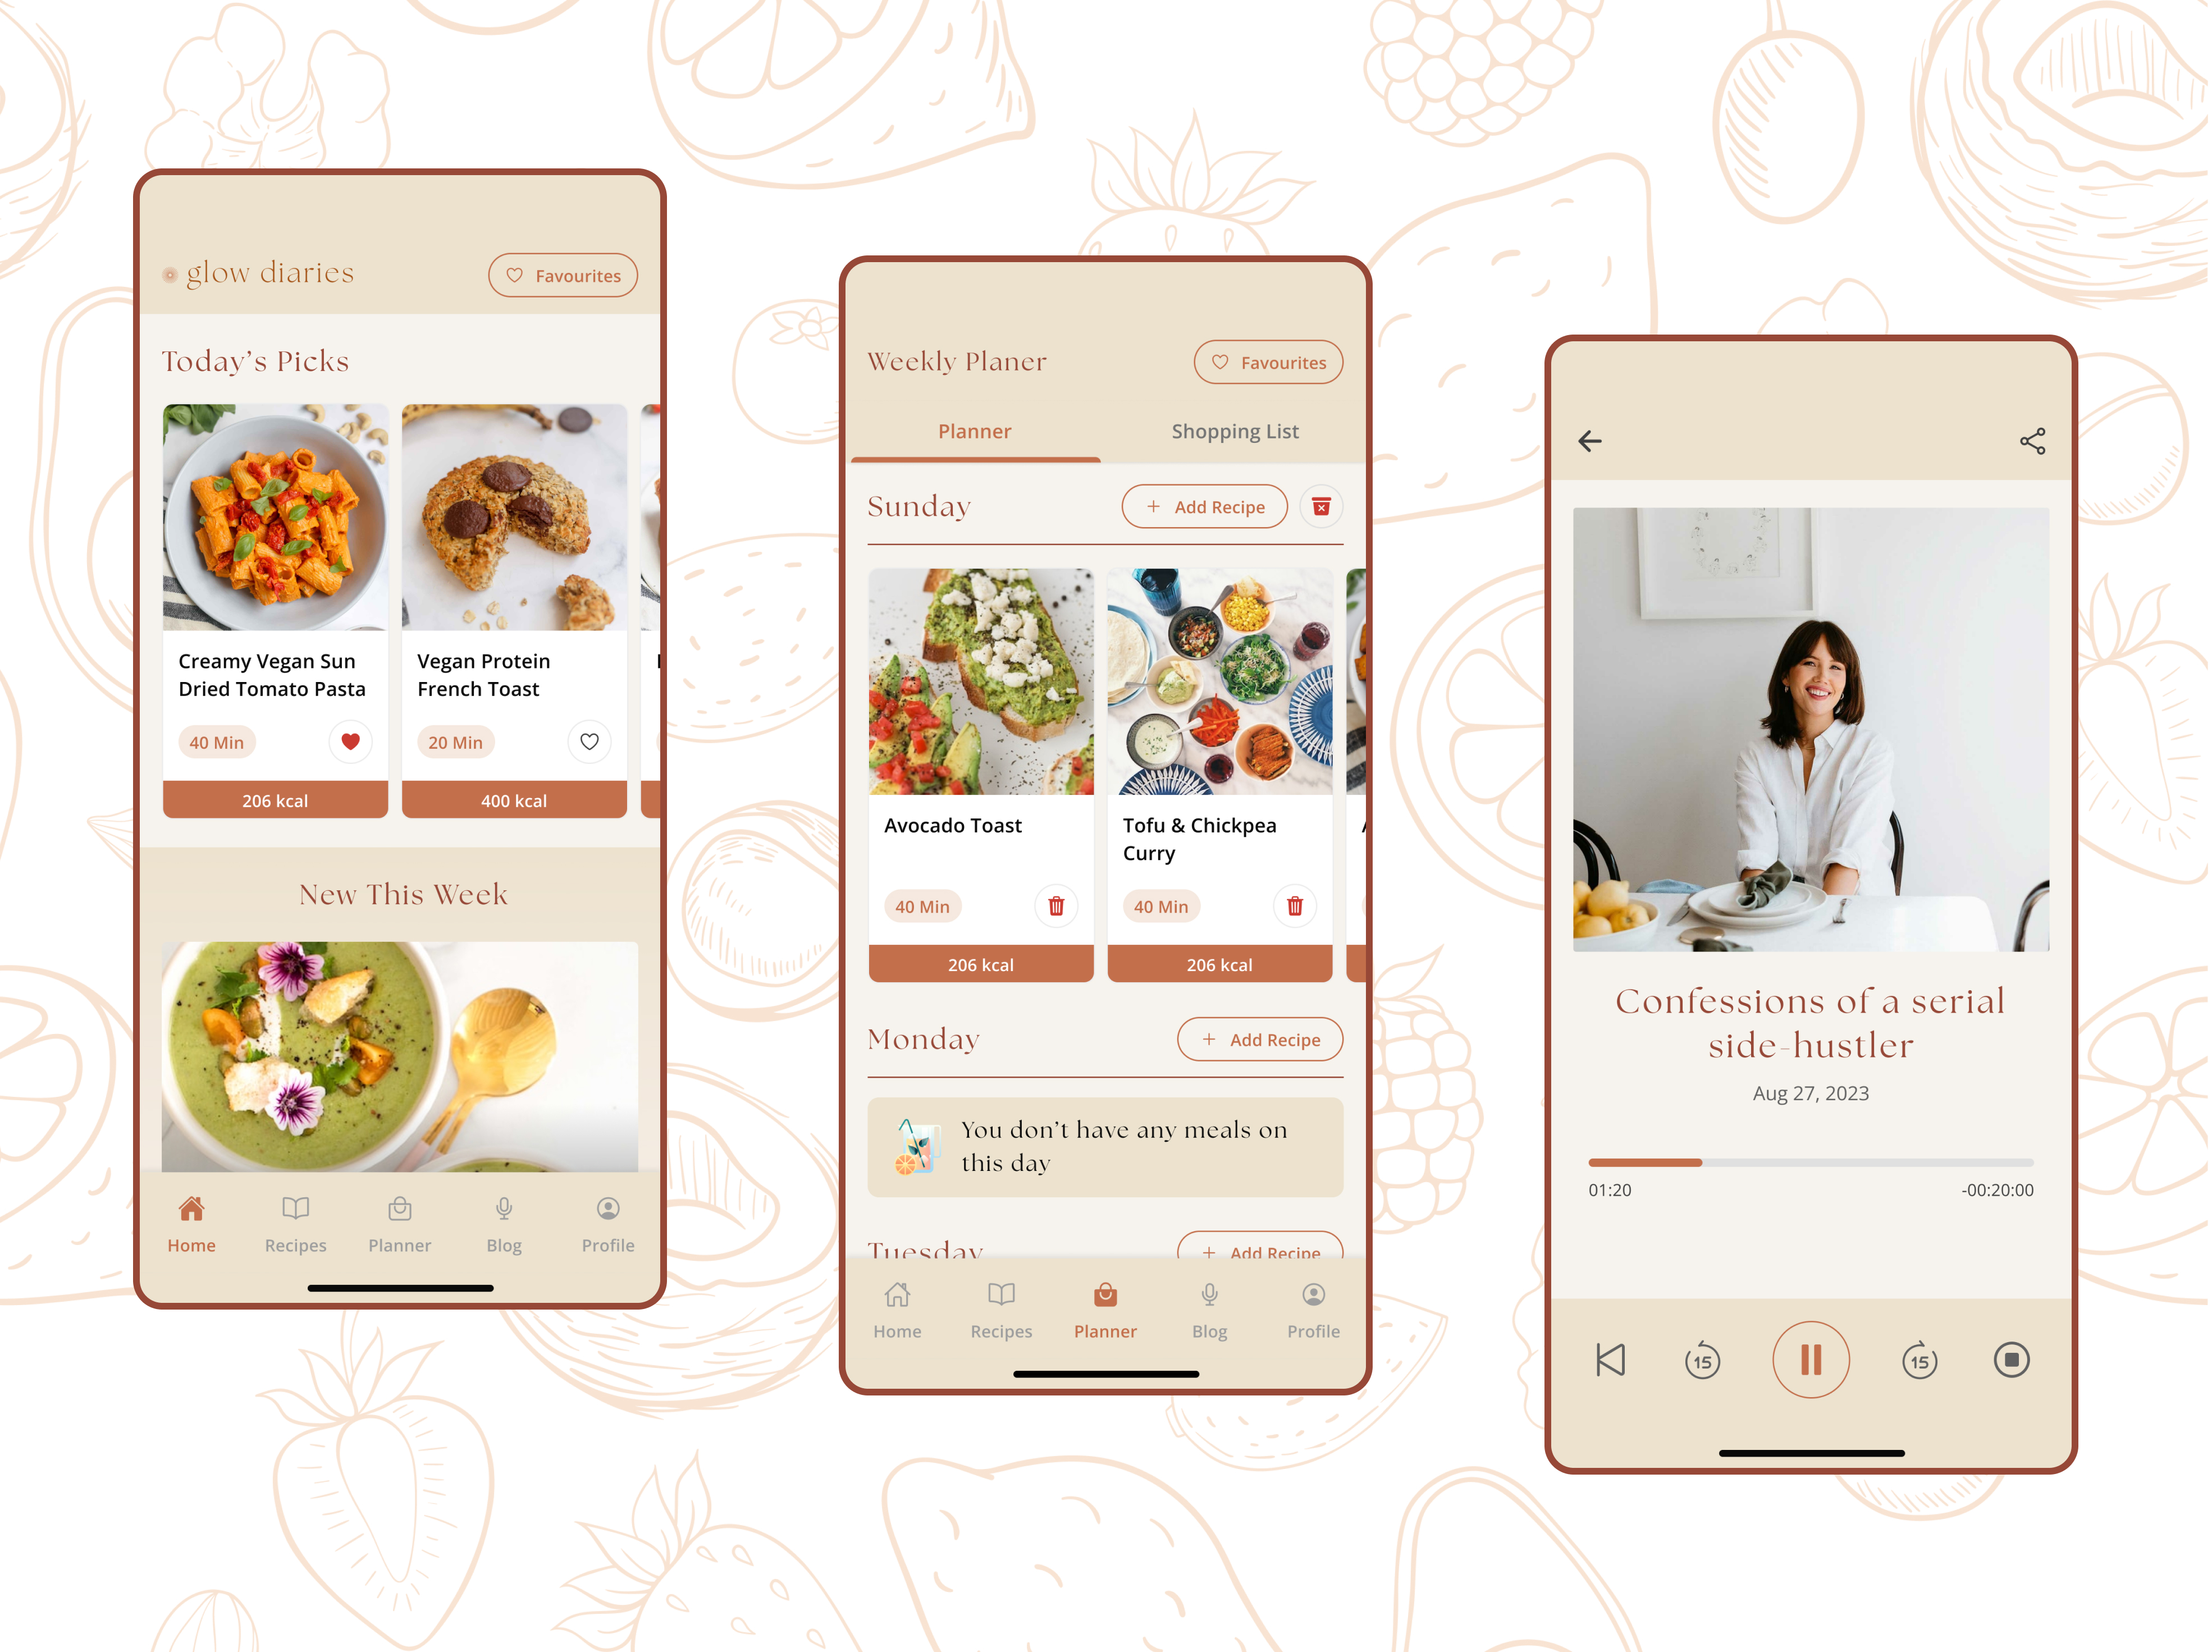 glow diaries
Favourites
Today's Picks
Creamy Vegan Sun
Dried Tomato Pasta
40 Min
206 kcal
Vegan Protein
French Toast
20 Min
400 kcal
New This Week
Home
Recipes
Planner
Blog
Profile
Weekly Planer
Favourites
Planner
Shopping List
Sunday
Add Recipe
Avocado Toast
40 Min
206 kcal
Tofu & Chickpea
Curry
40 Min
206 kcal
Monday
Add Recipe
You don't have any meals on
this day
Tuesday
Add Recipe
Home
Recipes
Planner
Blog
Profile
Confessions of a serial
side-hustler
Aug 27, 2023
01:20
-00:20:00
15
15